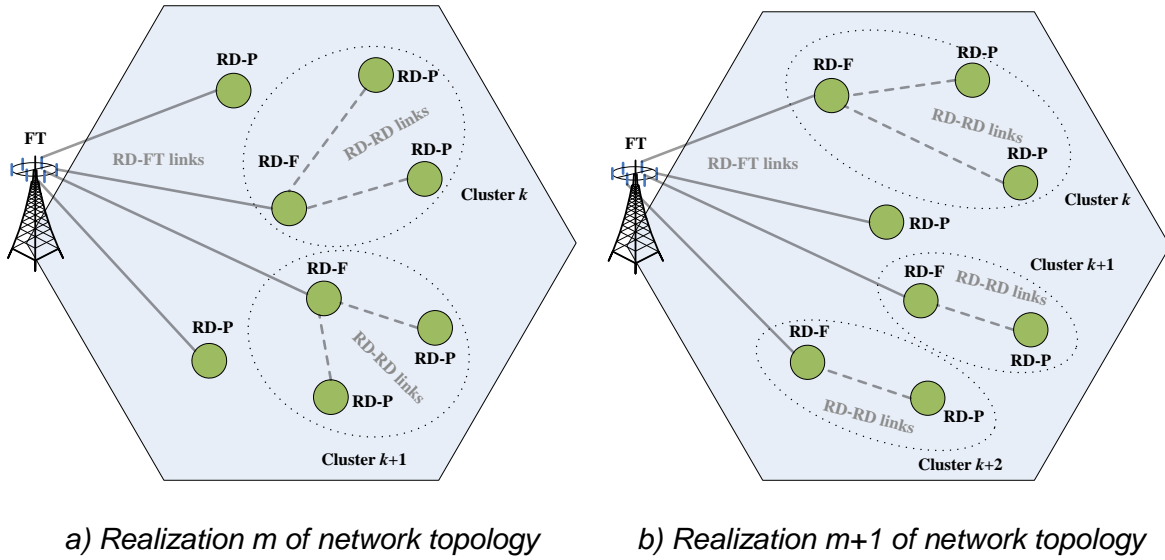 RD-P
RD-P
FT
RD-FT links
RD-RD links
RD-F
RD-P
Cluster k
RD-F
RD-P
RD-P
RD-RD links
RD-P
Cluster k+1
a) Realization m of network topology
RD-P
RD-F
RD-RD links
FT
RD-FT links
RD-P
Cluster k
RD-P
Cluster k+1
RD-F
RD-RD links
RD-F
RD-P
RD-P
RD-RD links
Cluster k+2
b) Realization m+1 of network topology